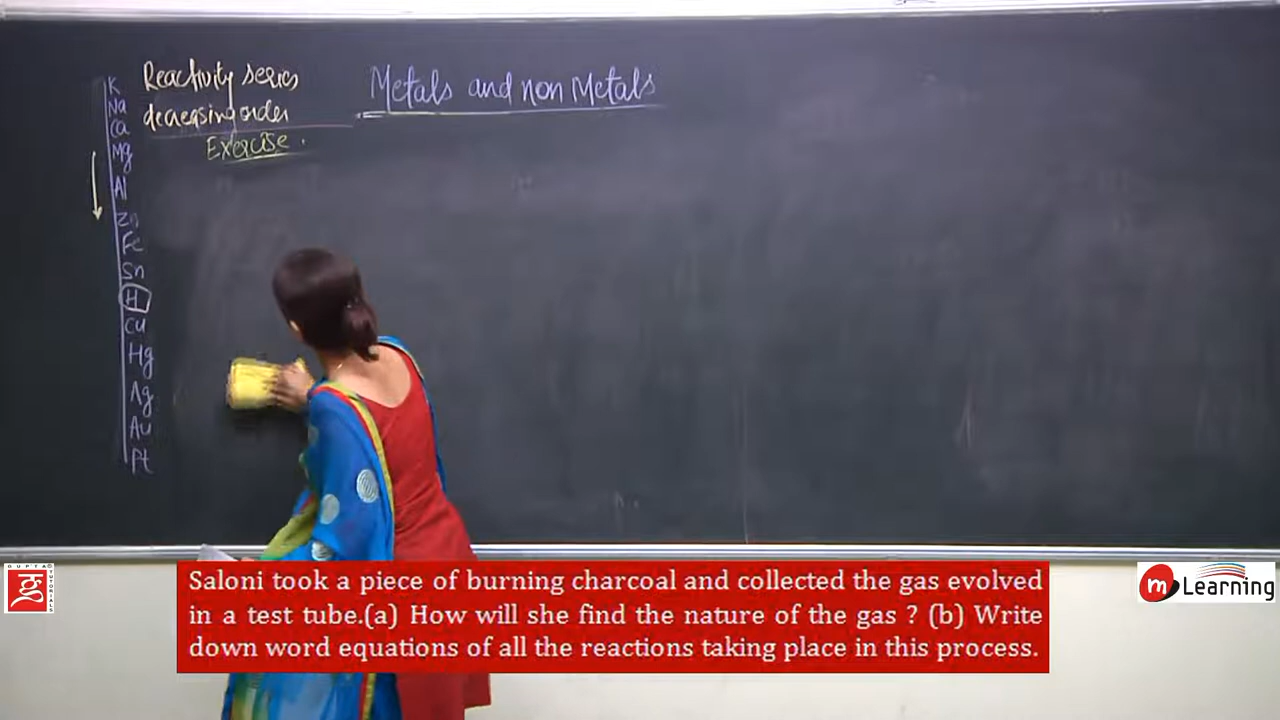 Reactivity series
decreasing order
Exercise.
Metals and non Metals
K
Na
Ca
Mg
Al
Zn
Fe
Sn
H
Cu
Hg
Ag
Au
Pt
GUPTA
TUTORIALS
Saloni took a piece of burning charcoal and collected the gas evolved
in a test tube.(a) How will she find the nature of the gas ? (b) Write
down word equations of all the reactions taking place in this process.
m Learning